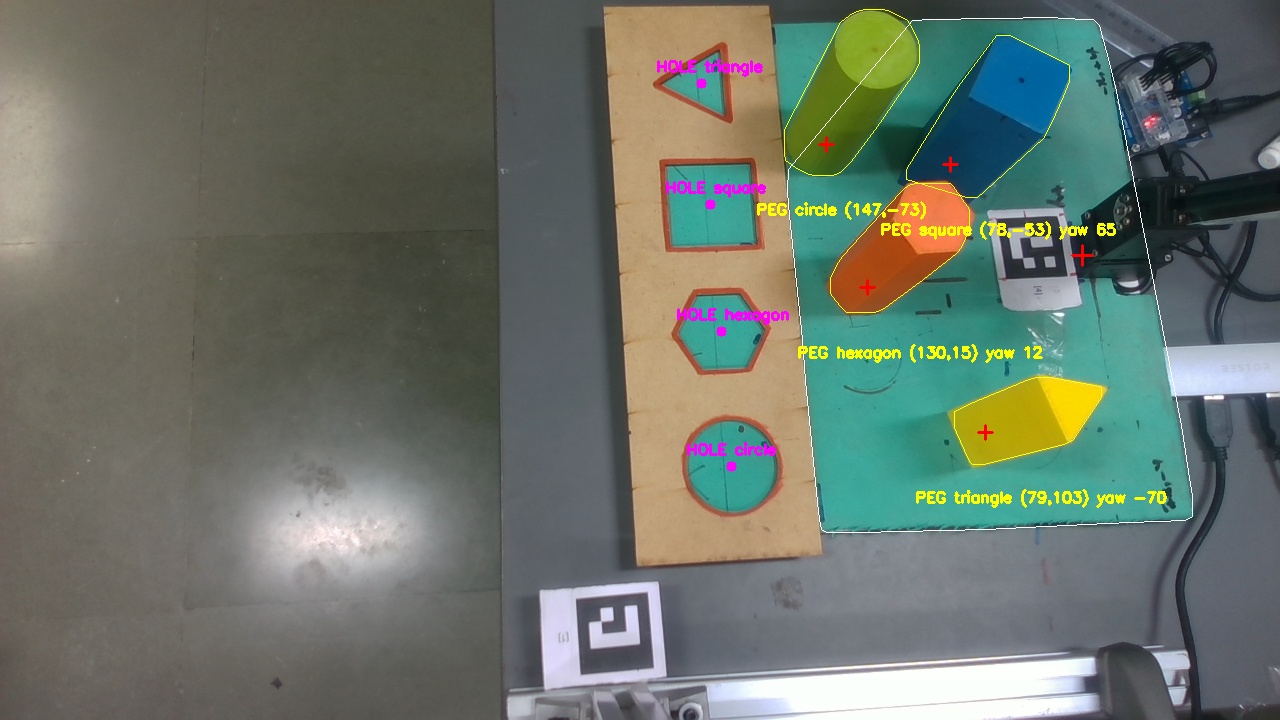 HOLE triangle
HOLE square
PEG circle (147,-73)
PEG square (78,-53) yaw 65
HOLE hexagon
PEG hexagon (130,15) yaw 12
HOLE circle
PEG triangle (79,103) yaw -70